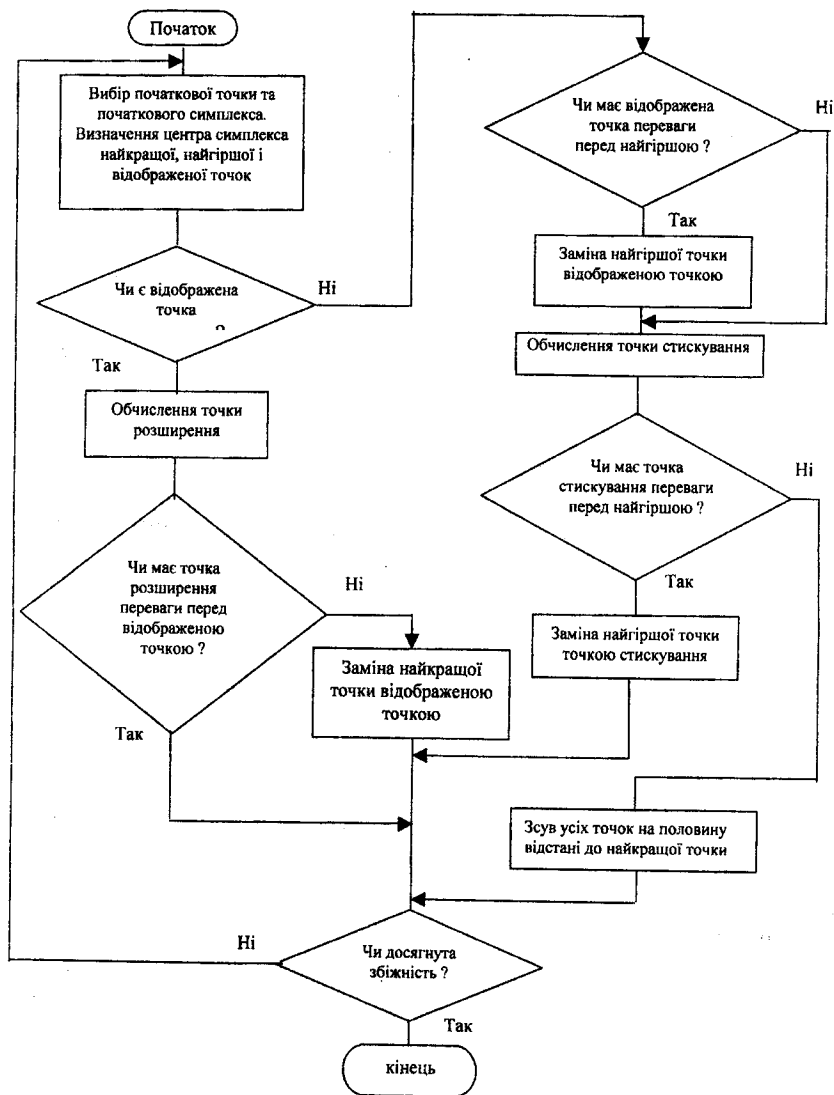 Початок
Вибір початкової точки та
початкового симплекса.
Визначення центра симплекса
найкращої, найгіршої і
відображеної точок
Чи є відображена
точка
?
Ні
Так
Обчислення точки
розширення
Чи має точка
розширення
переваги перед
відображеною
точкою ?
Ні
Так
Заміна найкращої
точки відображеною
точкою
Чи має відображена
точка переваги
перед найгіршою ?
Ні
Так
Заміна найгіршої точки
відображеною точкою
Обчислення точки стискування
Чи має точка
стискування переваги
перед найгіршою ?
Ні
Так
Заміна найгіршої точки
точкою стискування
Зсув усіх точок на половину
відстані до найкращої точки
Чи досягнута
збіжність ?
Ні
Так
кінець